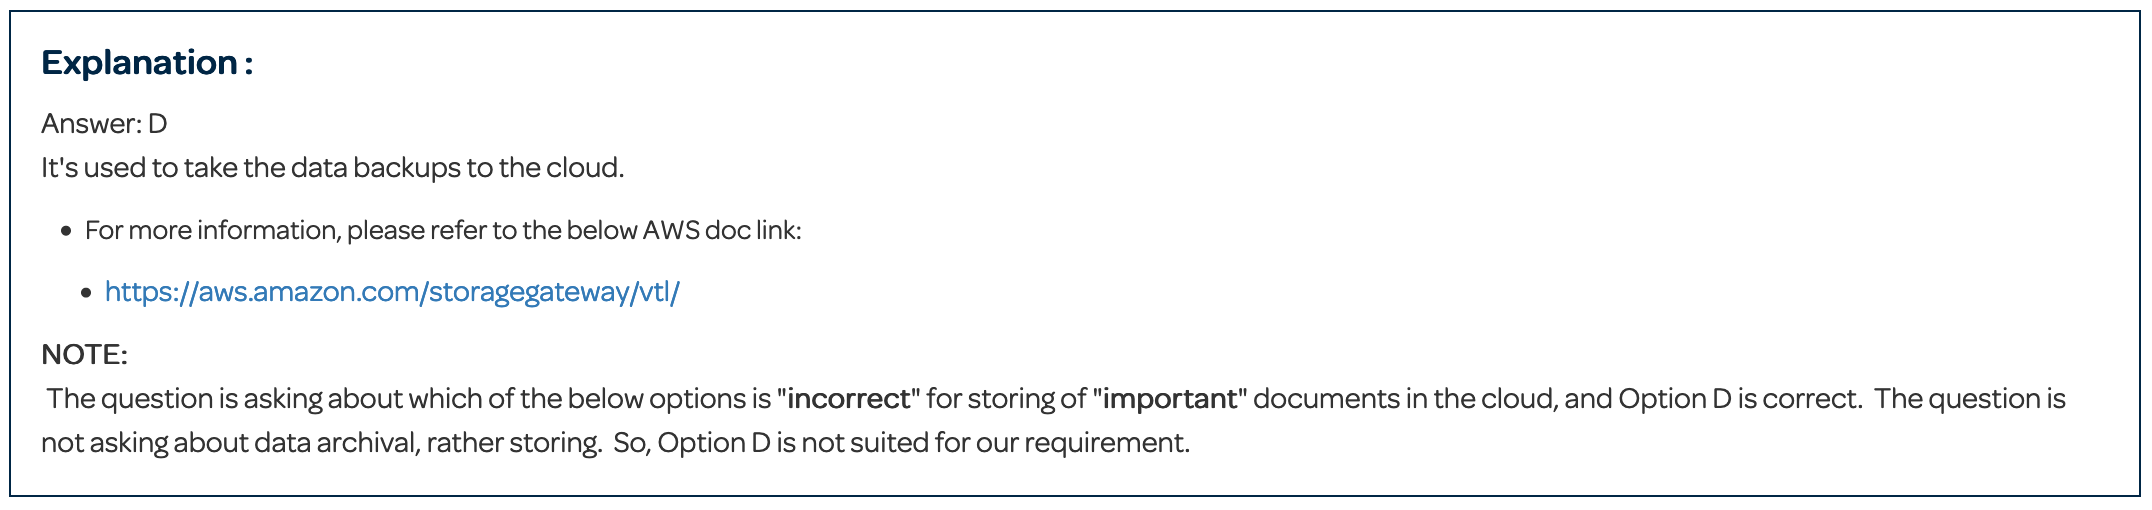 Explanation :
Answer: D
It's used to take the data backups to the cloud.
• For more information, please refer to the below AWS doc link:
• https://aws.amazon.com/storagegateway/vtl/
NOTE:
The question is asking about which of the below options is "incorrect" for storing of "important" documents in the cloud, and Option D is correct.  The question is
not asking about data archival, rather storing.  So, Option D is not suited for our requirement.